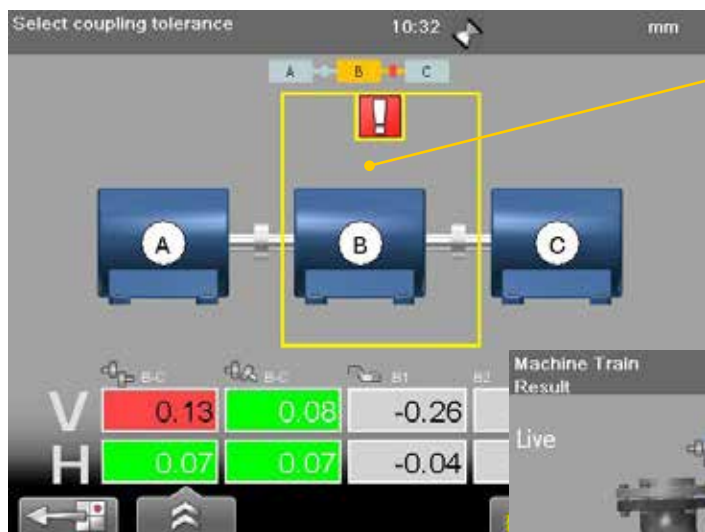 Select coupling tolerance 10:32 mm
A B C
!
A B C
B-C B-C B1 B2
V 0.13 0.08 -0.26
H 0.07 0.07 -0.04
Machine Train
Result
Live